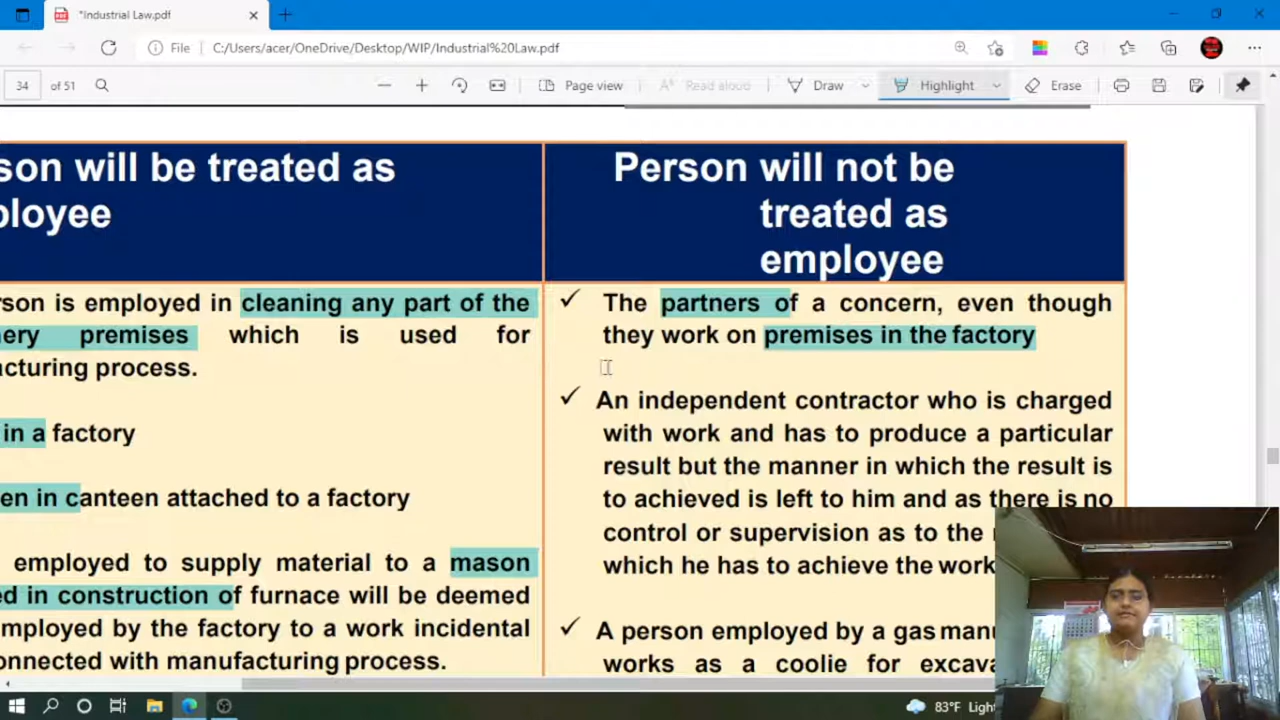 *Industrial Law.pdf
File C:/Users/acer/OneDrive/Desktop/WIP/Industrial%20Law.pdf
34 of 51 Page view Read aloud Draw Highlight Erase
son will be treated as
ployee
Person will not be
treated as
employee
rson is employed in cleaning any part of the
nery premises which is used for
acturing process.
in a factory
en in canteen attached to a factory
employed to supply material to a mason
ed in construction of furnace will be deemed
mployed by the factory to a work incidental
onnected with manufacturing process.
✓ The partners of a concern, even though
they work on premises in the factory
✓ An independent contractor who is charged
with work and has to produce a particular
result but the manner in which the result is
to achieved is left to him and as there is no
control or supervision as to the
which he has to achieve the work
✓ A person employed by a gas manu
works as a coolie for excava
83°F Ligh